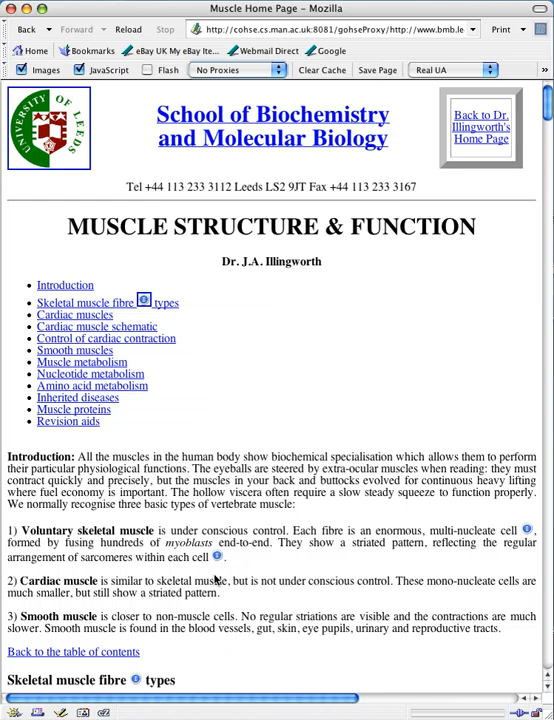 Muscle Home Page - Mozilla
Back Forward Reload http://cohse.cs.man.ac.uk:8081/gohseProxy/http://www.bmb.le Print
Home Bookmarks eBay UK My eBay Ite... Webmail Direct Google
Images JavaScript Flash No Proxies Clear Cache Save Page Real UA »
UNIVERSITY OF LEEDS
School of Biochemistry
and Molecular Biology
Back to Dr.
Illingworth's
Home Page
Tel +44 113 233 3112 Leeds LS2 9JT Fax +44 113 233 3167
MUSCLE STRUCTURE & FUNCTION
Dr. J.A. Illingworth
Introduction
Skeletal muscle fibre types
Cardiac muscles
Cardiac muscle schematic
Control of cardiac contraction
Smooth muscles
Muscle metabolism
Nucleotide metabolism
Amino acid metabolism
Inherited diseases
Muscle proteins
Revision aids
Introduction: All the muscles in the human body show biochemical specialisation which allows them to perform
their particular physiological functions. The eyeballs are steered by extra-ocular muscles when reading: they must
contract quickly and precisely, but the muscles in your back and buttocks evolved for continuous heavy lifting
where fuel economy is important. The hollow viscera often require a slow steady squeeze to function properly.
We normally recognise three basic types of vertebrate muscle:
1) Voluntary skeletal muscle is under conscious control. Each fibre is an enormous, multi-nucleate cell ,
formed by fusing hundreds of myoblasts end-to-end. They show a striated pattern, reflecting the regular
arrangement of sarcomeres within each cell .
2) Cardiac muscle is similar to skeletal muscle, but is not under conscious control. These mono-nucleate cells are
much smaller, but still show a striated pattern.
3) Smooth muscle is closer to non-muscle cells. No regular striations are visible and the contractions are much
slower. Smooth muscle is found in the blood vessels, gut, skin, eye pupils, urinary and reproductive tracts.
Back to the table of contents
Skeletal muscle fibre types